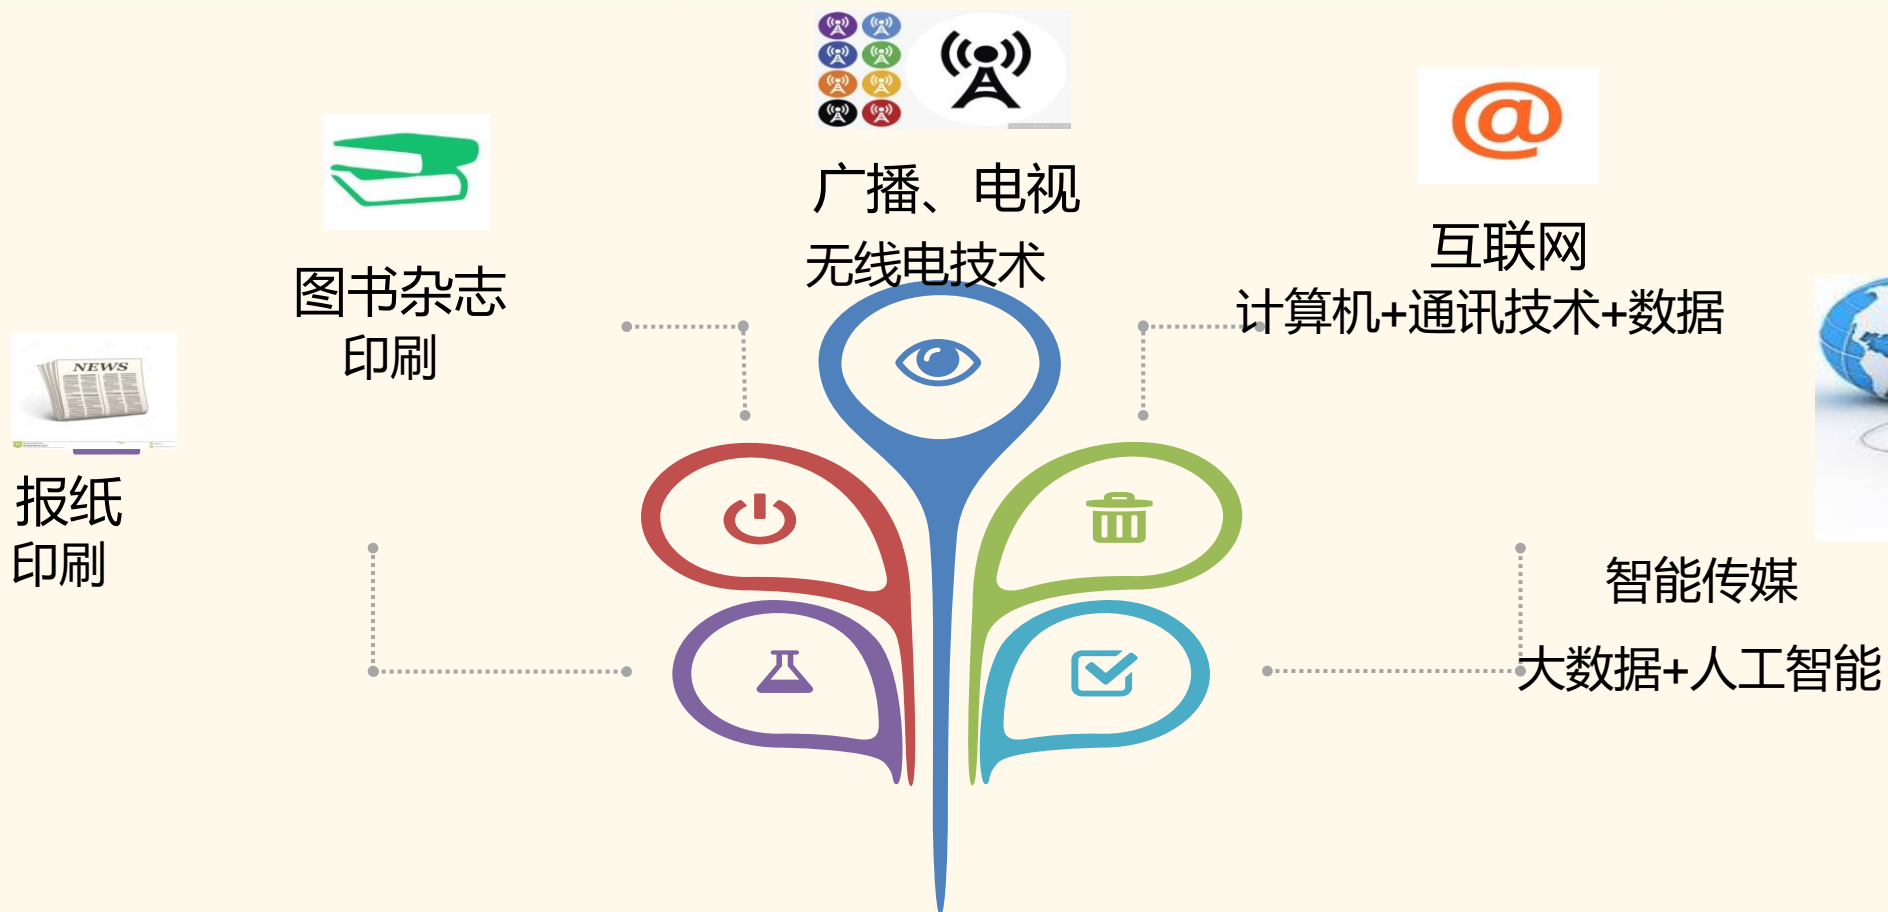 广播、电视
无线电技术
@
互联网
计算机+通讯技术+数据
图书杂志
印刷
NEWS
报纸
印刷
智能传媒
大数据+人工智能